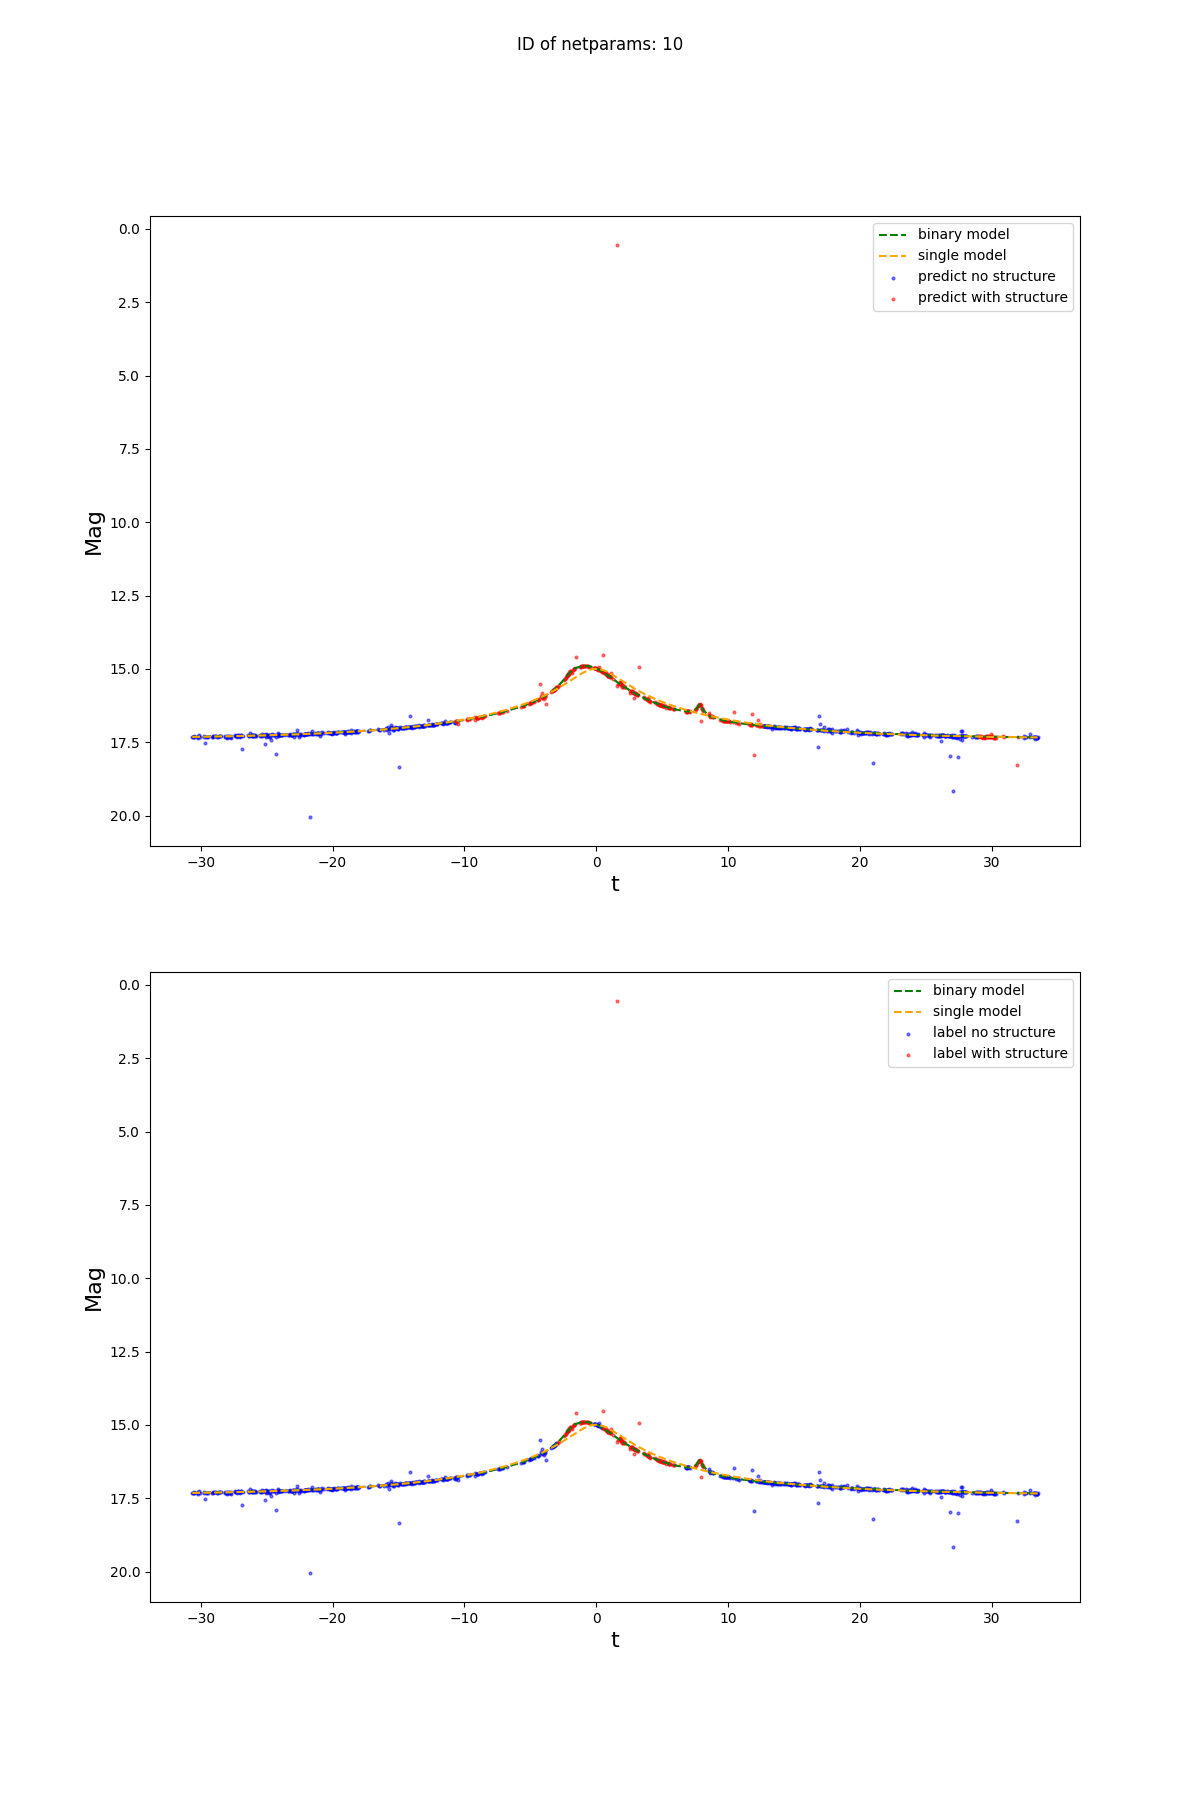 ID of netparams: 10
0.0
2.5
5.0
7.5
10.0
12.5
15.0
17.5
20.0
Mag
binary model
single model
predict no structure
predict with structure
−30 −20 −10 0 10 20 30
t
0.0
2.5
5.0
7.5
10.0
12.5
15.0
17.5
20.0
Mag
binary model
single model
label no structure
label with structure
−30 −20 −10 0 10 20 30
t